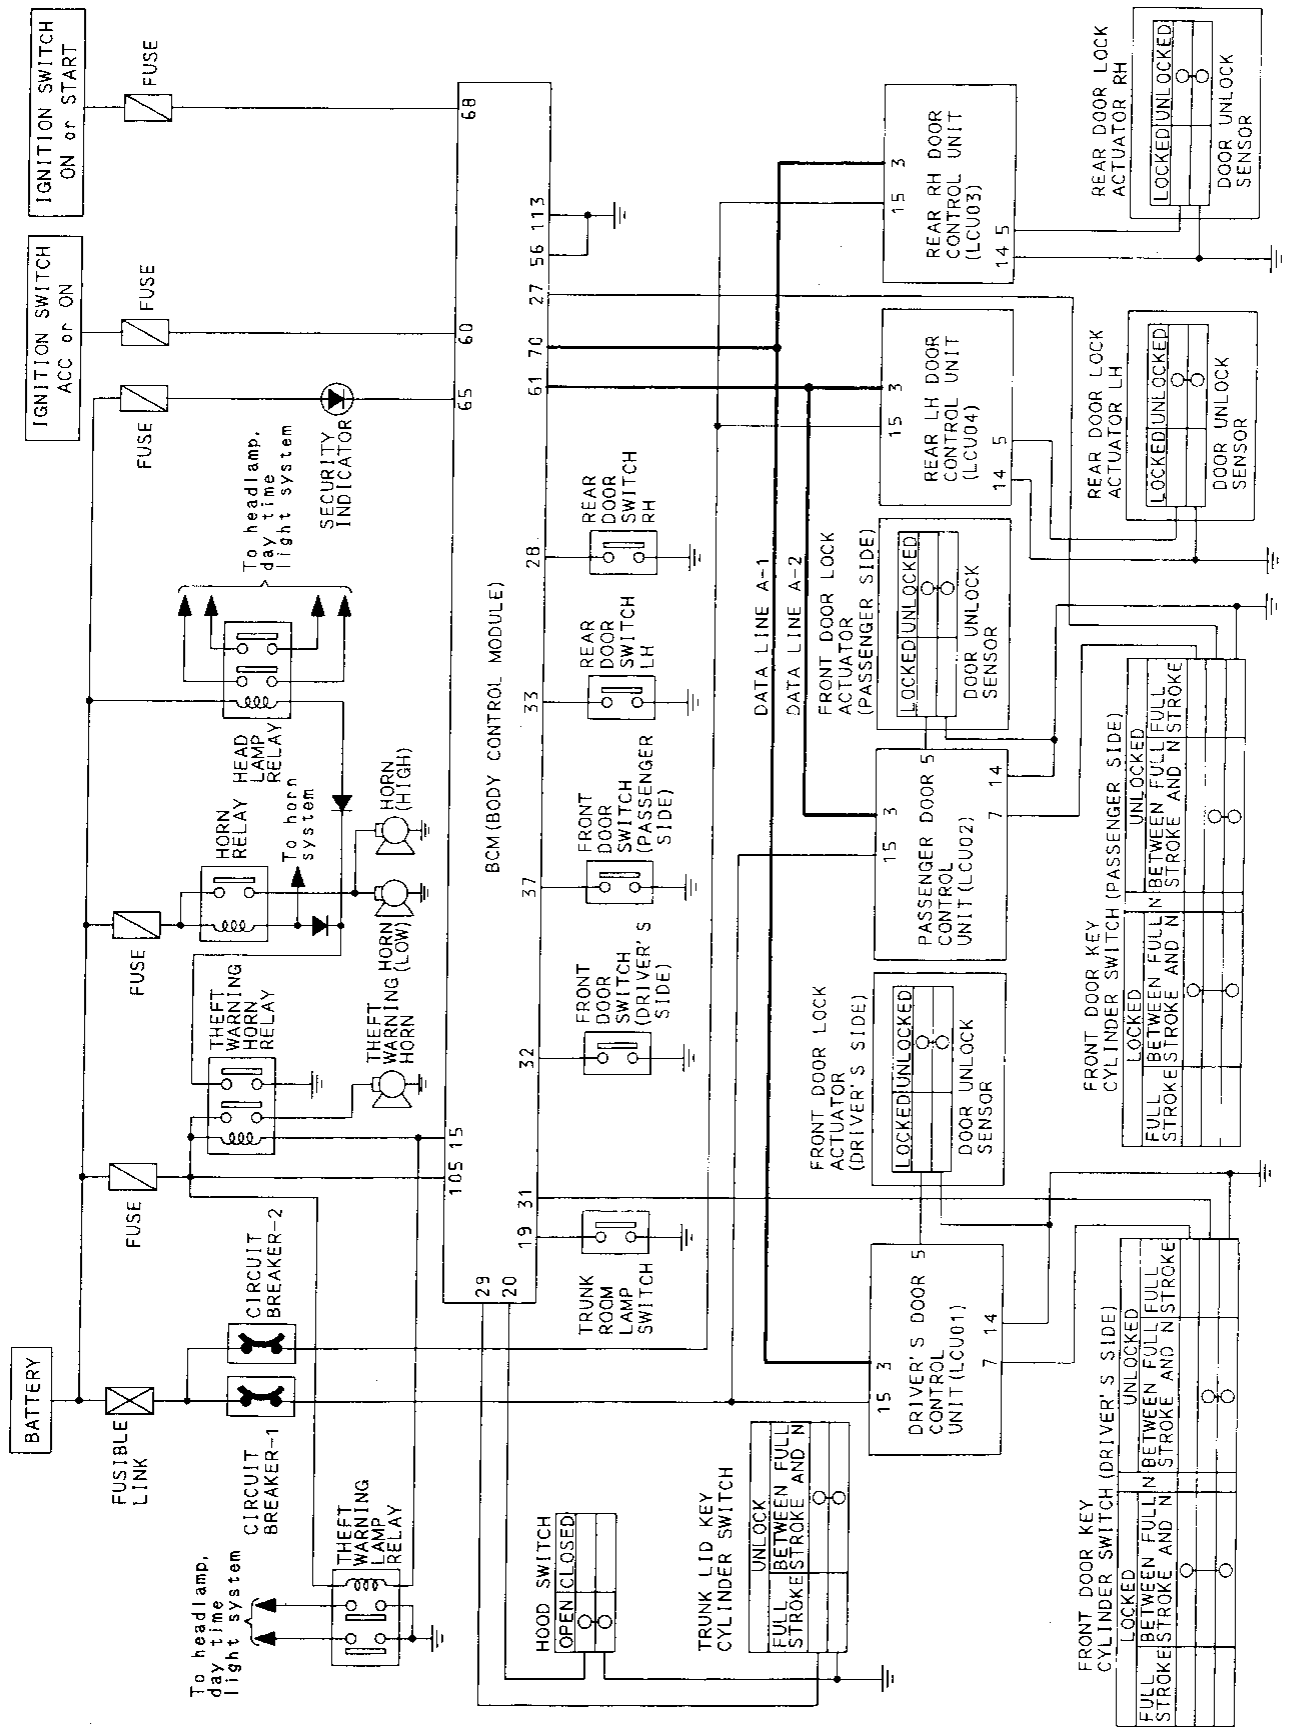 BATTERY
IGNITION SWITCH
ACC or ON
IGNITION SWITCH
ON or START
FUSIBLE
LINK
FUSE
FUSE
FUSE
FUSE
FUSE
To headlamp,
day time
light system
CIRCUIT
BREAKER-1
CIRCUIT
BREAKER-2
THEFT
WARNING
HORN
RELAY
HORN
RELAY
To horn
system
HEAD
LAMP
RELAY
To headlamp,
day time
light system
THEFT
WARNING
LAMP
RELAY
THEFT
WARNING
HORN
HORN
(LOW)
HORN
(HIGH)
SECURITY
INDICATOR
105
15
65
60
68
BCM (BODY CONTROL MODULE)
29
20
19
31
32
37
33
28
61
70
27
56
113
HOOD SWITCH
OPEN
CLOSED
TRUNK
ROOM
LAMP
SWITCH
FRONT
DOOR
SWITCH
(DRIVER'S
SIDE)
FRONT
DOOR
SWITCH
(PASSENGER
SIDE)
REAR
DOOR
SWITCH
LH
REAR
DOOR
SWITCH
RH
TRUNK LID KEY
CYLINDER SWITCH
UNLOCK
FULL
STROKE
BETWEEN FULL
STROKE AND N
DATA LINE A-1
DATA LINE A-2
FRONT DOOR LOCK
ACTUATOR
(DRIVER'S SIDE)
LOCKED
UNLOCKED
DOOR UNLOCK
SENSOR
FRONT DOOR LOCK
ACTUATOR
(PASSENGER SIDE)
LOCKED
UNLOCKED
DOOR UNLOCK
SENSOR
15
3
DRIVER'S DOOR
CONTROL
UNIT(LCU01)
5
7
14
15
3
PASSENGER DOOR
CONTROL
UNIT(LCU02)
5
7
14
15
3
REAR LH DOOR
CONTROL UNIT
(LCU04)
14
5
15
3
REAR RH DOOR
CONTROL UNIT
(LCU03)
14
5
FRONT DOOR KEY
CYLINDER SWITCH (DRIVER'S SIDE)
LOCKED
UNLOCKED
FULL
STROKE
BETWEEN FULL
STROKE AND N
N
BETWEEN FULL
STROKE AND N
FULL
STROKE
FRONT DOOR KEY
CYLINDER SWITCH (PASSENGER SIDE)
LOCKED
UNLOCKED
FULL
STROKE
BETWEEN FULL
STROKE AND N
N
BETWEEN FULL
STROKE AND N
FULL
STROKE
REAR DOOR LOCK
ACTUATOR LH
LOCKED
UNLOCKED
DOOR UNLOCK
SENSOR
REAR DOOR LOCK
ACTUATOR RH
LOCKED
UNLOCKED
DOOR UNLOCK
SENSOR